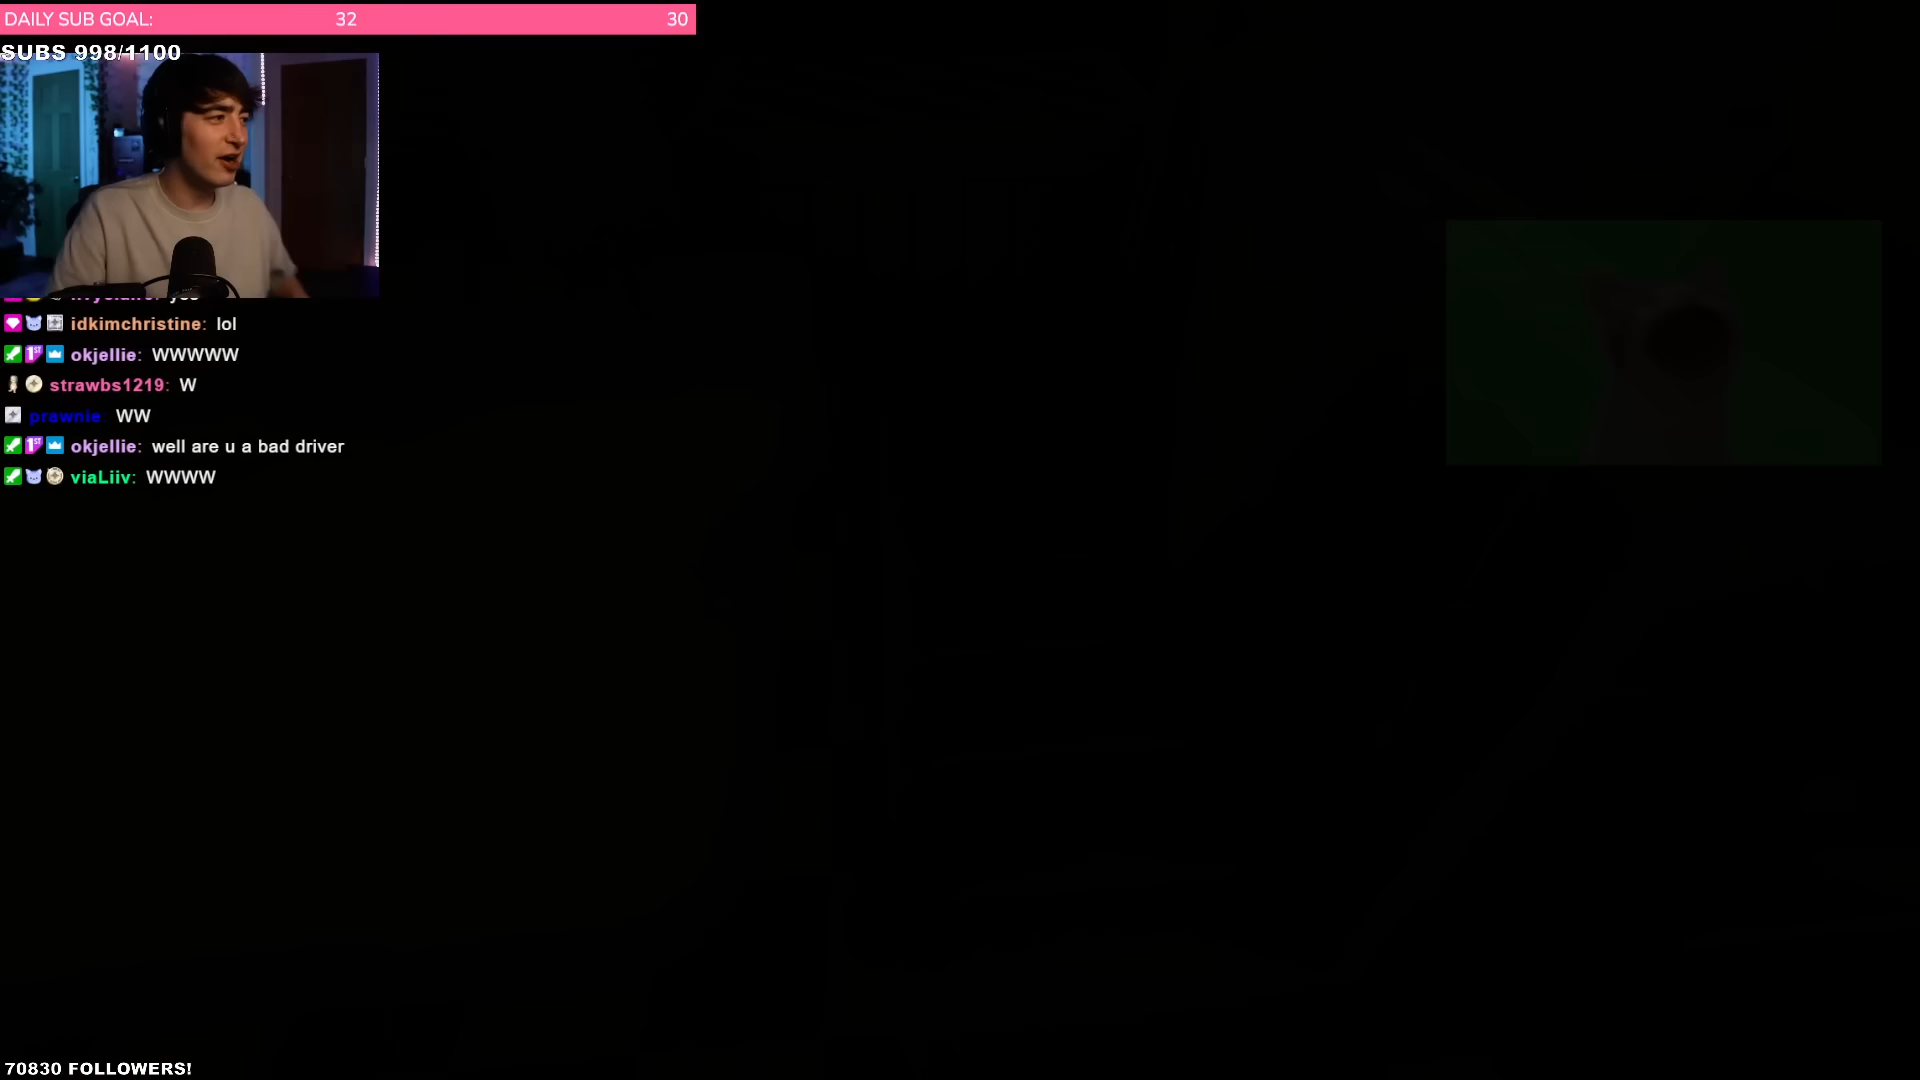 DAILY SUB GOAL: 32 30
SUBS 998/1100
idkimchristine: lol
okjellie: WWWWW
strawbs1219: W
prawnie: WW
okjellie: well are u a bad driver
viaLiiv: WWWW
70830 FOLLOWERS!